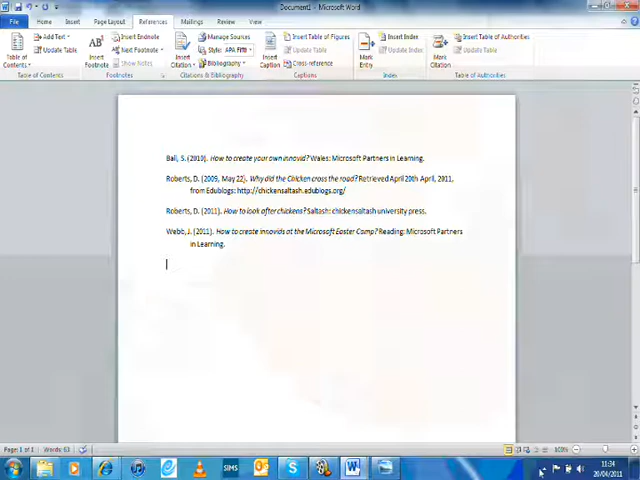 Document1 - Microsoft Word
File Home Insert Page Layout References Mailings Review View
Table of Contents
Add Text
Update Table
Table of Contents
AB
Insert Footnote
Insert Endnote
Next Footnote
Show Notes
Footnotes
Insert Citation
Manage Sources
Style: APA Fifth
Bibliography
Citations & Bibliography
Insert Caption
Insert Table of Figures
Update Table
Cross-reference
Captions
Mark Entry
Insert Index
Update Index
Index
Mark Citation
Insert Table of Authorities
Update Table
Table of Authorities
Ball, S. (2010). How to create your own innovid? Wales: Microsoft Partners in Learning.
Roberts, D. (2009, May 22). Why did the Chicken cross the road? Retrieved April 20th April, 2011,
from Edublogs: http://chickensaltash.edublogs.org/
Roberts, D. (2011). How to look after chickens? Saltash: chickensaltash university press.
Webb, J. (2011). How to create innovids at the Microsoft Easter Camp? Reading: Microsoft Partners
in Learning.
Page: 1 of 1 Words: 63
100%
SIMS
11:34
20/04/2011